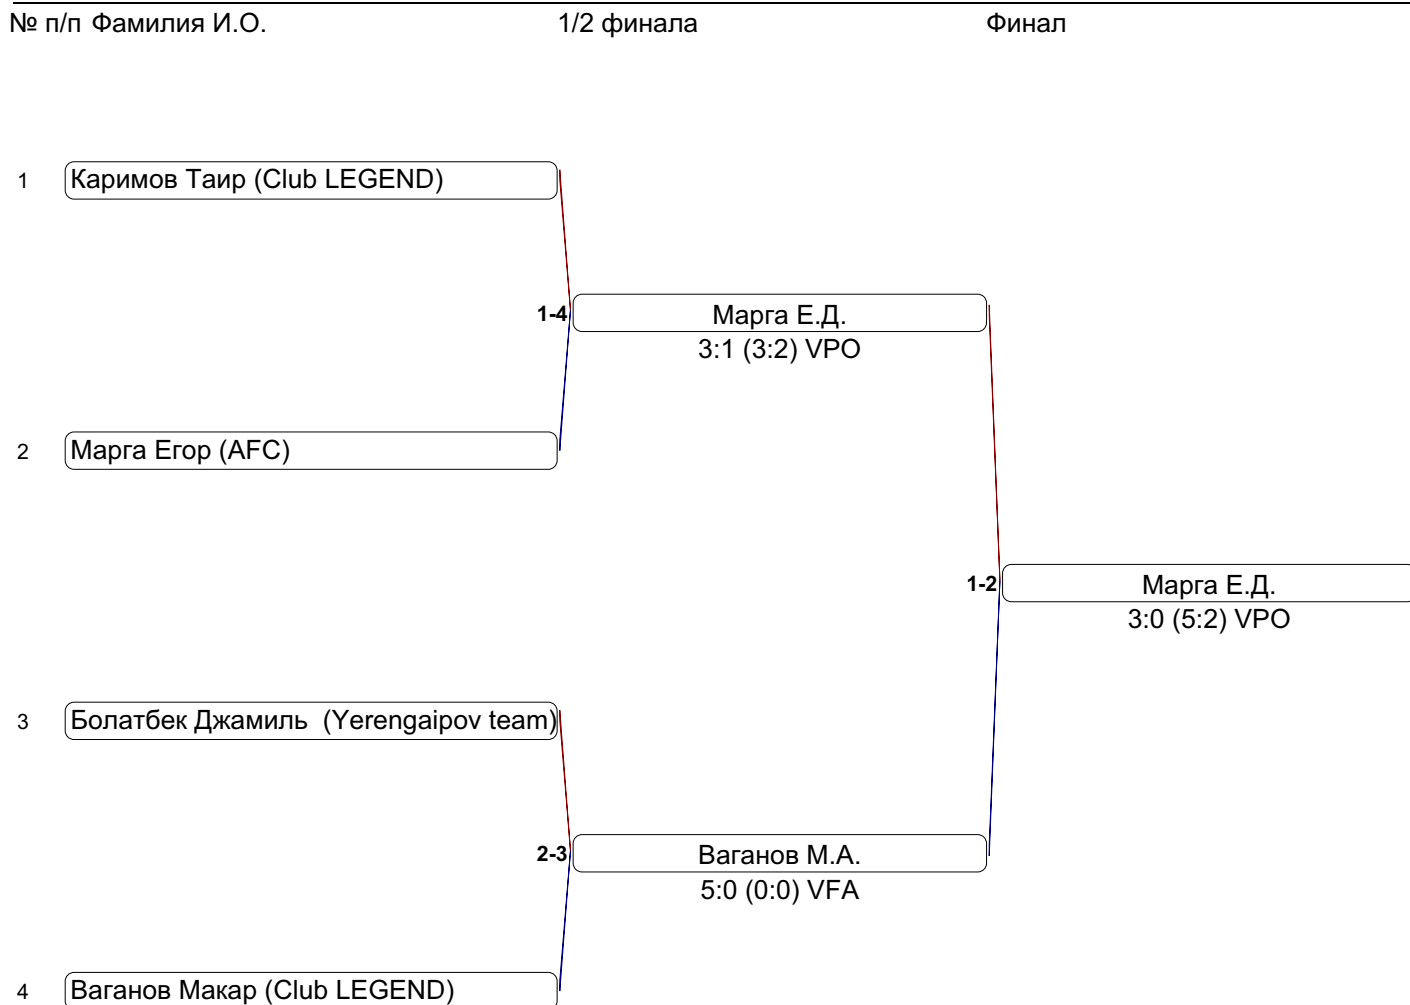 № п/п Фамилия И.О. 1/2 финала Финал
1 Каримов Таир (Club LEGEND)
1-4 Марга Е.Д.
3:1 (3:2) VPO
2 Марга Егор (AFC)
1-2 Марга Е.Д.
3:0 (5:2) VPO
3 Болатбек Джамиль (Yerengaipov team)
2-3 Ваганов М.А.
5:0 (0:0) VFA
4 Ваганов Макар (Club LEGEND)